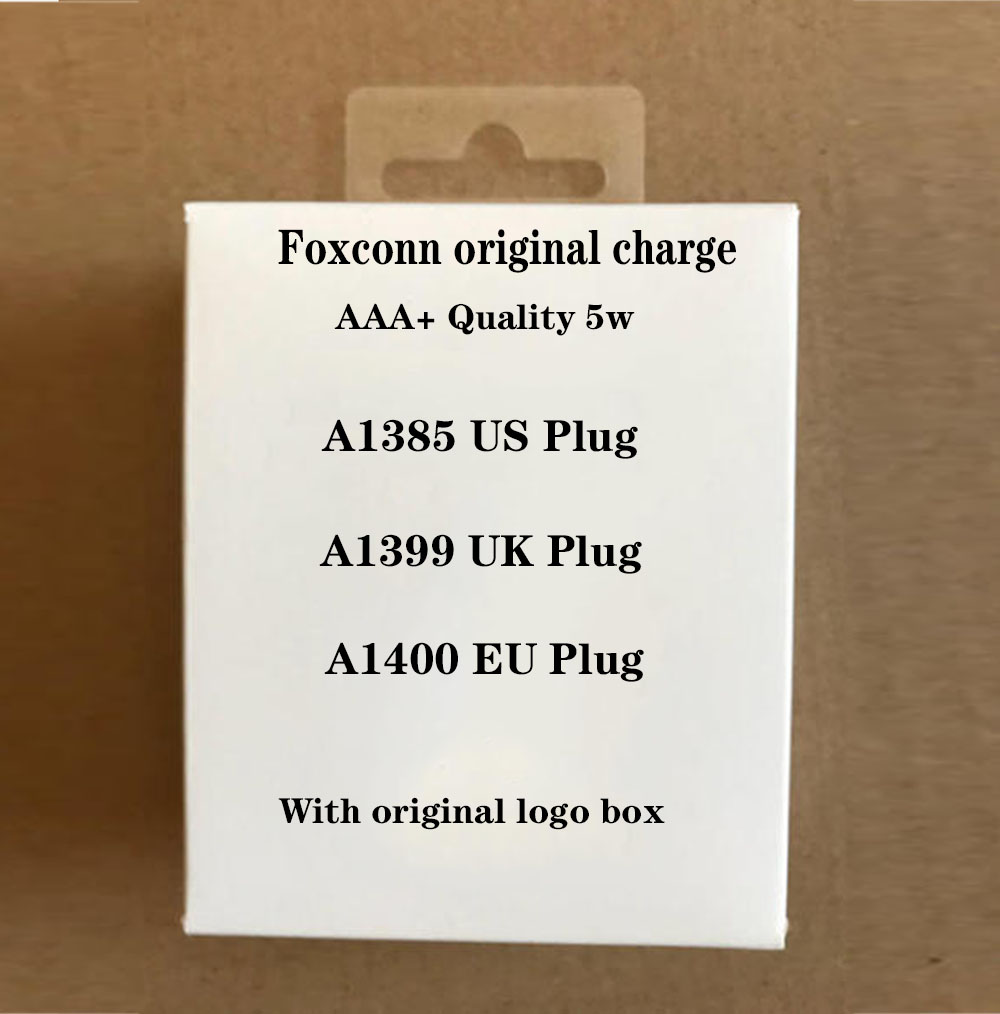 Foxconn original charge
AAA+ Quality 5w
A1385 US Plug
A1399 UK Plug
A1400 EU Plug
With original logo box